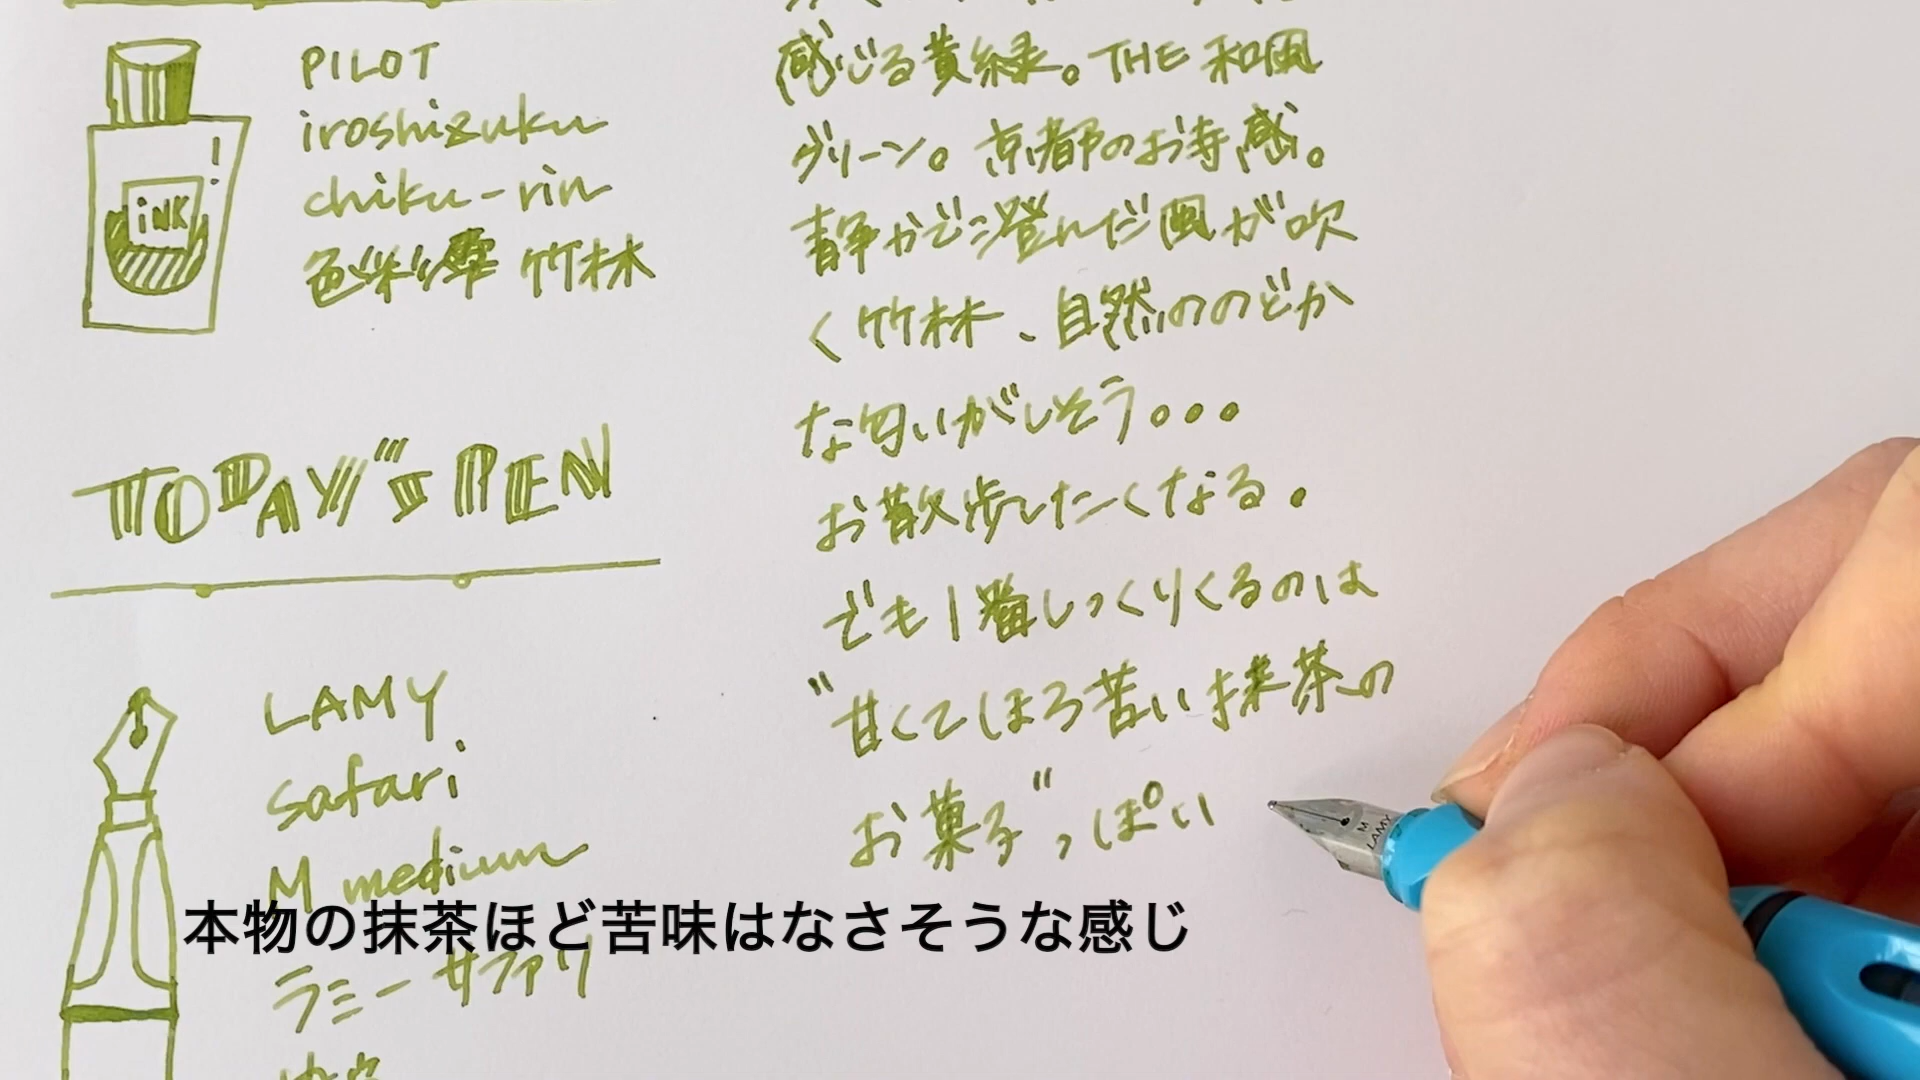 PILOT
iroshizuku
chiku-rin
色彩雫 竹林
INK
TODAY"S PEN
LAMY
safari
M medium
ラミー サファリ
感じる黄緑。THE 和風
グリーン。京都のお寺感。
静かで澄んだ風が吹
く竹林、自然ののどか
な匂いがしそう。。。
お散歩したくなる。
でも1番しっくりくるのは
"甘くてほろ苦い抹茶の
お菓子"っぽい
M
LAMY
本物の抹茶ほど苦味はなさそうな感じ